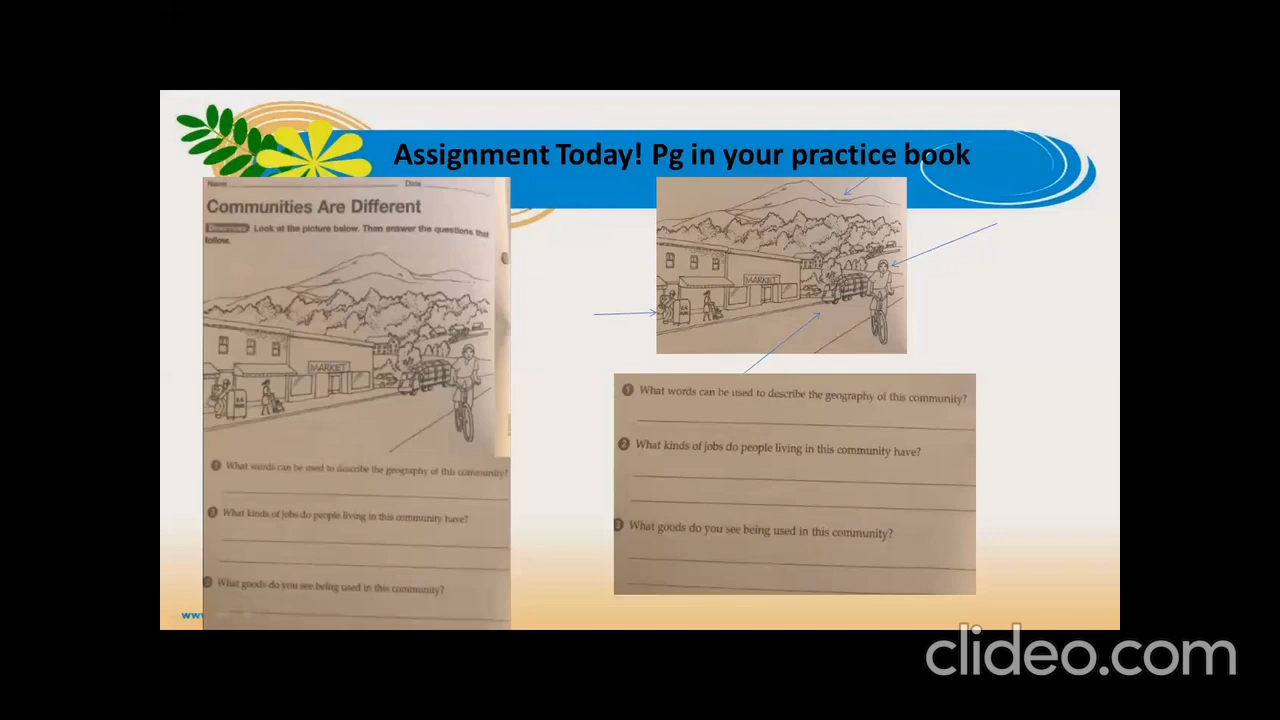 Assignment Today! Pg in your practice book
Name Date
Communities Are Different
Directions Look at the picture below. Then answer the questions that
follow.
MARKET
1 What words can be used to describe the geography of this community?
2 What kinds of jobs do people living in this community have?
3 What goods do you see being used in this community?
www
MARKET
1 What words can be used to describe the geography of this community?
2 What kinds of jobs do people living in this community have?
3 What goods do you see being used in this community?
clideo.com